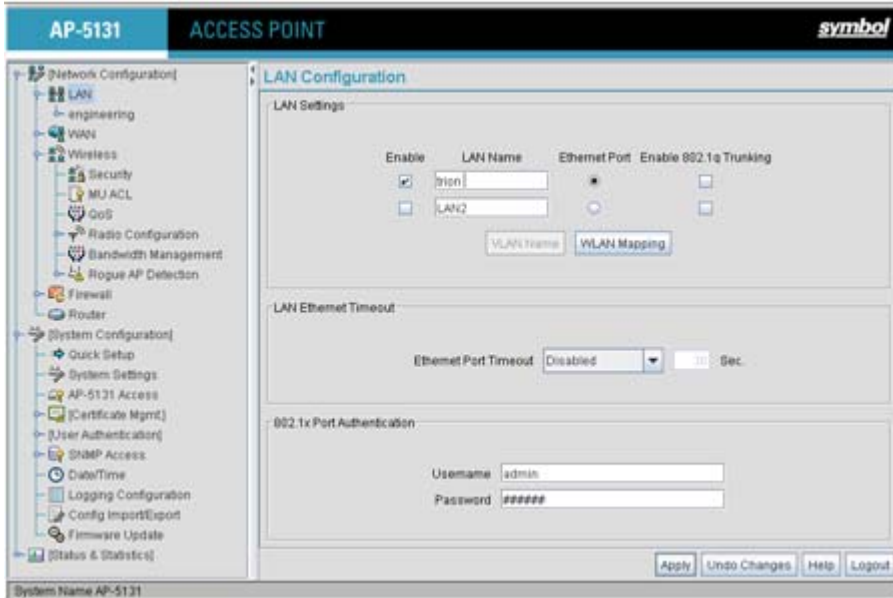 AP-5131 ACCESS POINT symbol
[Network Configuration]
LAN
engineering
WAN
Wireless
Security
MU ACL
QoS
Radio Configuration
Bandwidth Management
Rogue AP Detection
Firewall
Router
[System Configuration]
Quick Setup
System Settings
AP-5131 Access
[Certificate Mgmt.]
[User Authentication]
SNMP Access
Date/Time
Logging Configuration
Config Import/Export
Firmware Update
[Status & Statistics]
LAN Configuration
LAN Settings
Enable LAN Name Ethernet Port Enable 802.1q Trunking
trion
LAN2
VLAN Name WLAN Mapping
LAN Ethernet Timeout
Ethernet Port Timeout Disabled Sec.
802.1x Port Authentication
Username admin
Password ######
Apply Undo Changes Help Logout
System Name AP-5131